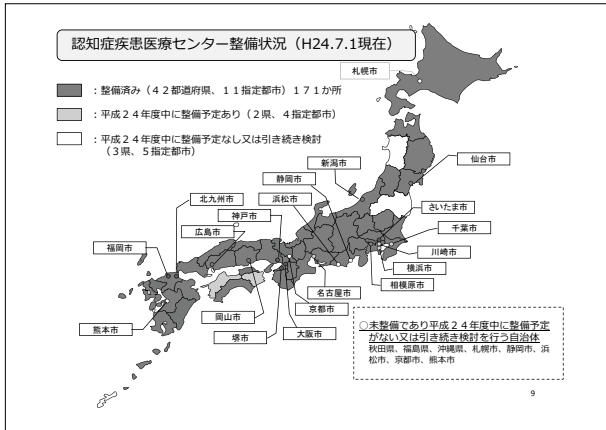 認知症疾患医療センター整備状況（H24.7.1現在）
：整備済み（４２都道府県、１１指定都市）１７１か所
：平成２４年度中に整備予定あり（２県、４指定都市）
：平成２４年度中に整備予定なし又は引き続き検討
（３県、５指定都市）
札幌市
仙台市
新潟市
静岡市
浜松市
北九州市
神戸市
広島市
福岡市
さいたま市
千葉市
川崎市
横浜市
相模原市
名古屋市
京都市
大阪市
岡山市
堺市
熊本市
○未整備であり平成２４年度中に整備予定
がない又は引き続き検討を行う自治体
秋田県、福島県、沖縄県、札幌市、静岡市、浜
松市、京都市、熊本市
9